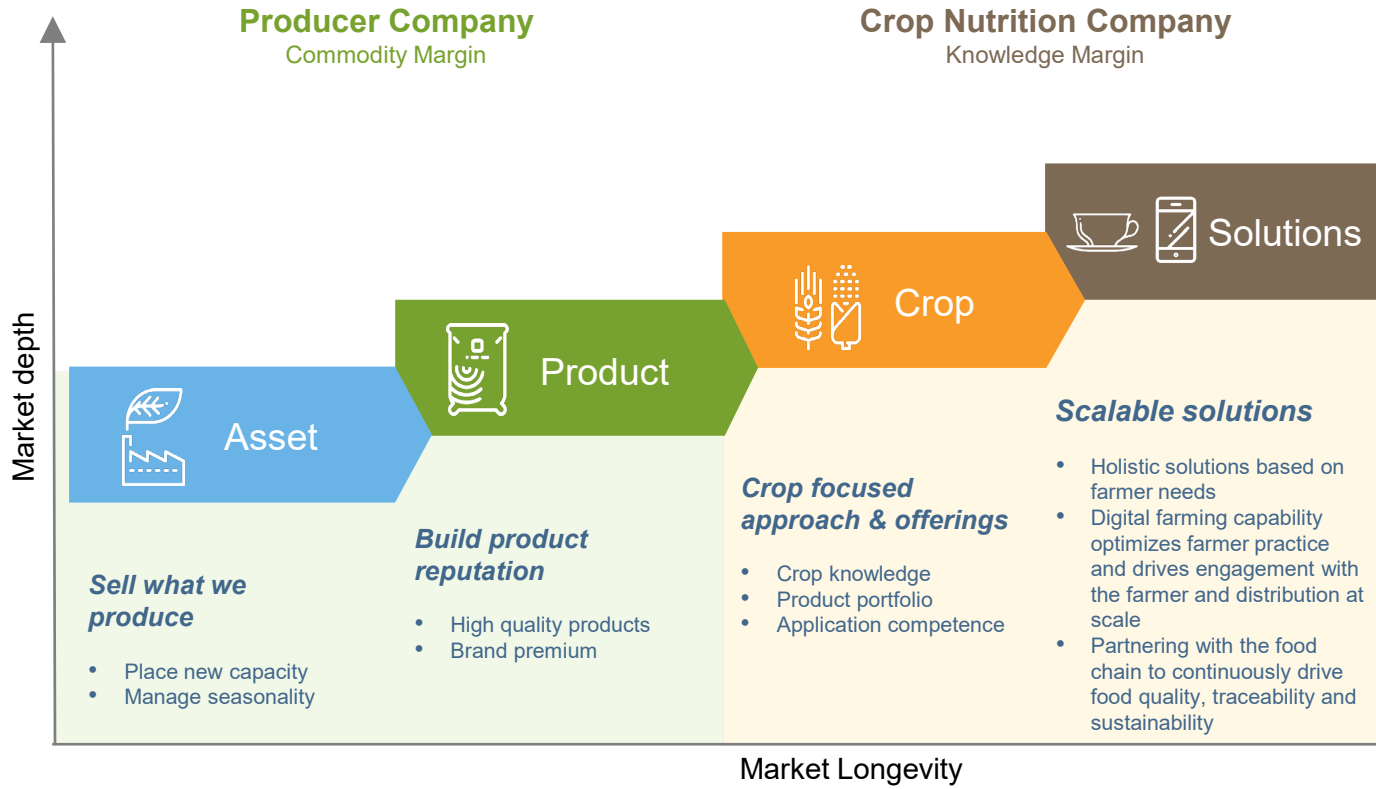 Producer Company
Commodity Margin
Crop Nutrition Company
Knowledge Margin
Market depth
Asset
Product
Crop
Solutions
Sell what we
produce
• Place new capacity
• Manage seasonality
Build product
reputation
• High quality products
• Brand premium
Crop focused
approach & offerings
• Crop knowledge
• Product portfolio
• Application competence
Scalable solutions
• Holistic solutions based on
farmer needs
• Digital farming capability
optimizes farmer practice
and drives engagement with
the farmer and distribution at
scale
• Partnering with the food
chain to continuously drive
food quality, traceability and
sustainability
Market Longevity